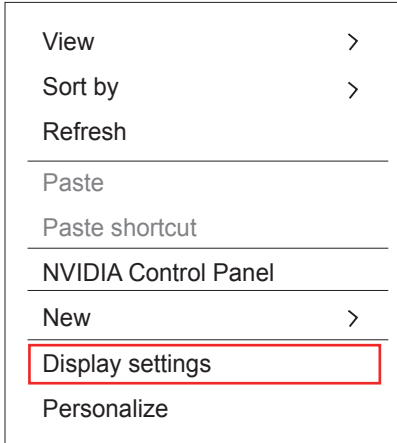 View
Sort by
Refresh
Paste
Paste shortcut
NVIDIA Control Panel
New
Display settings
Personalize